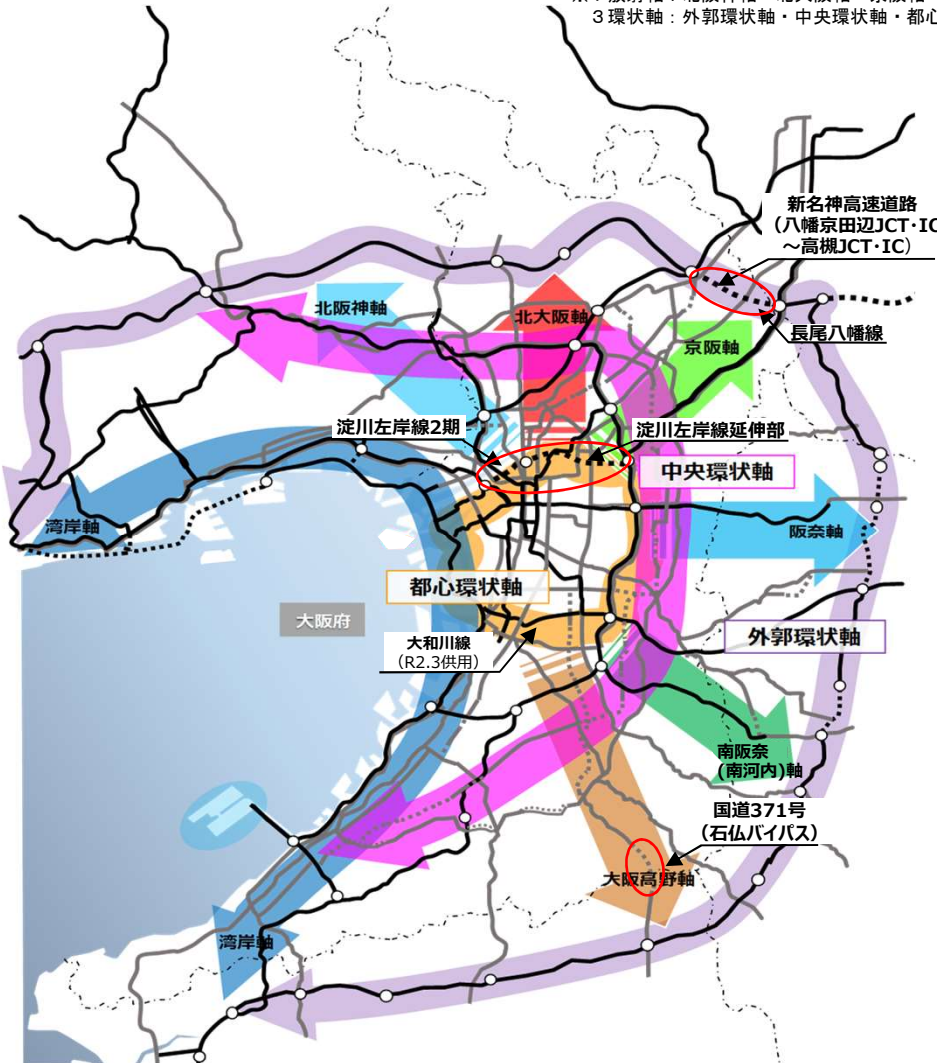 ３環状軸：外郭環状軸・中央環状軸・都心
新名神高速道路
（八幡京田辺JCT・IC
～高槻JCT・IC）
北阪神軸
北大阪軸
京阪軸
長尾八幡線
淀川左岸線2期
淀川左岸線延伸部
中央環状軸
湾岸軸
阪奈軸
都心環状軸
大阪府
大和川線
（R2.3供用）
外郭環状軸
南阪奈
(南河内)軸
国道371号
（石仏バイパス）
大阪高野軸
湾岸軸